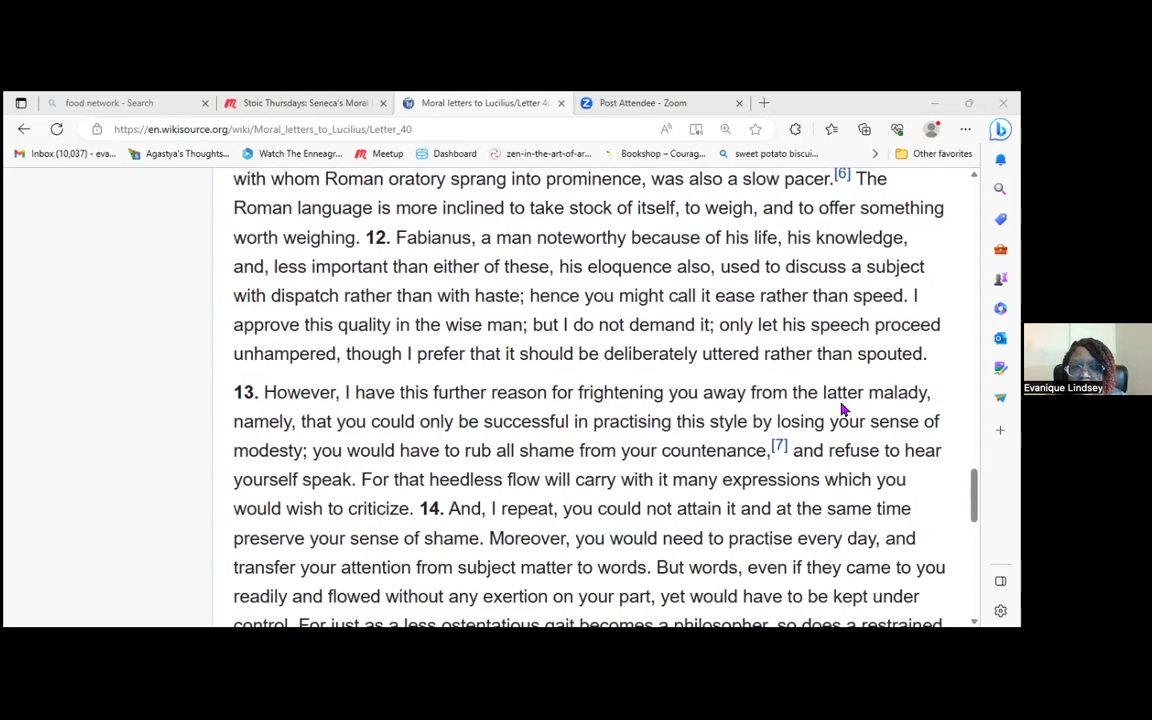 food network - Search
Stoic Thursdays: Seneca's Moral
Moral letters to Lucilius/Letter 40
Post Attendee - Zoom
https://en.wikisource.org/wiki/Moral_letters_to_Lucilius/Letter_40
Inbox (10,037) - eva...
Agastya's Thoughts...
Watch The Enneagr...
Meetup
Dashboard
zen-in-the-art-of-ar...
Bookshop – Courag...
sweet potato biscui...
Other favorites
with whom Roman oratory sprang into prominence, was also a slow pacer.[6] The
Roman language is more inclined to take stock of itself, to weigh, and to offer something
worth weighing. 12. Fabianus, a man noteworthy because of his life, his knowledge,
and, less important than either of these, his eloquence also, used to discuss a subject
with dispatch rather than with haste; hence you might call it ease rather than speed. I
approve this quality in the wise man; but I do not demand it; only let his speech proceed
unhampered, though I prefer that it should be deliberately uttered rather than spouted.
13. However, I have this further reason for frightening you away from the latter malady,
namely, that you could only be successful in practising this style by losing your sense of
modesty; you would have to rub all shame from your countenance,[7] and refuse to hear
yourself speak. For that heedless flow will carry with it many expressions which you
would wish to criticize. 14. And, I repeat, you could not attain it and at the same time
preserve your sense of shame. Moreover, you would need to practise every day, and
transfer your attention from subject matter to words. But words, even if they came to you
readily and flowed without any exertion on your part, yet would have to be kept under
control. For just as a less ostentatious gait becomes a philosopher, so does a restrained
Evanique Lindsey